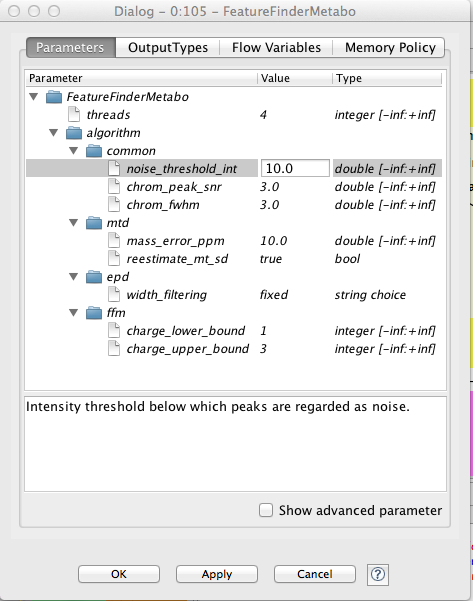 Dialog - 0:105 - FeatureFinderMetabo
Parameters OutputTypes Flow Variables Memory Policy
Parameter Value Type
FeatureFinderMetabo
threads 4 integer [-inf:+inf]
algorithm
common
noise_threshold_int 10.0 double [-inf:+inf]
chrom_peak_snr 3.0 double [-inf:+inf]
chrom_fwhm 3.0 double [-inf:+inf]
mtd
mass_error_ppm 10.0 double [-inf:+inf]
reestimate_mt_sd true bool
epd
width_filtering fixed string choice
ffm
charge_lower_bound 1 integer [-inf:+inf]
charge_upper_bound 3 integer [-inf:+inf]
Intensity threshold below which peaks are regarded as noise.
Show advanced parameter
OK Apply Cancel ?